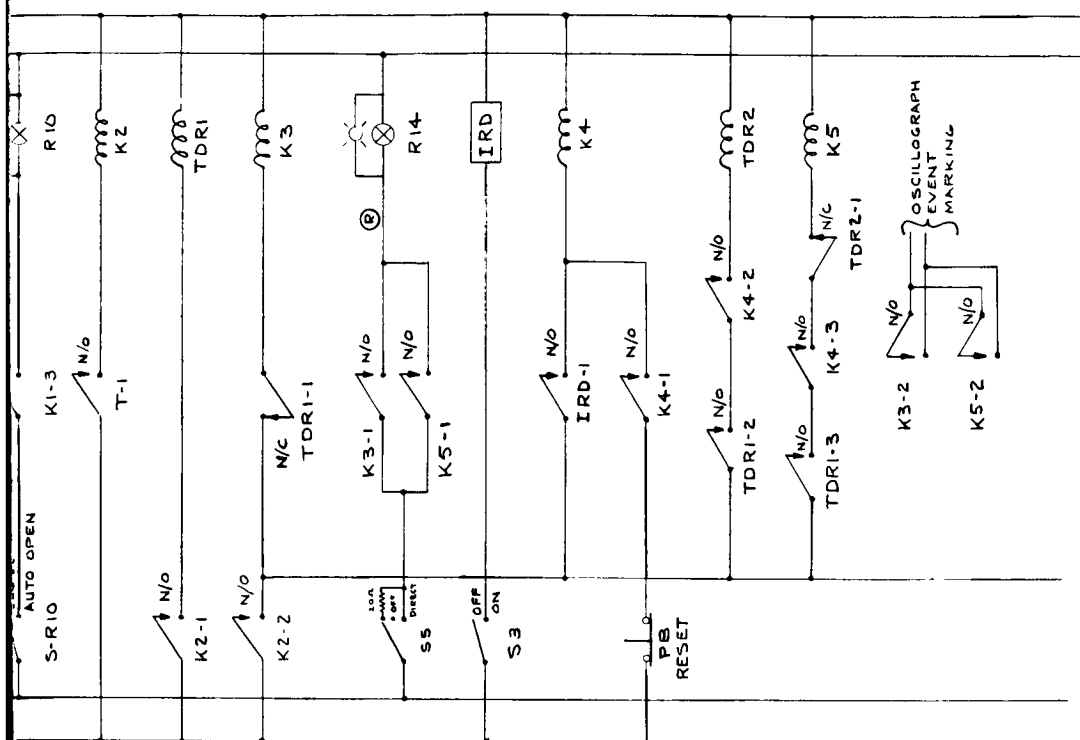 R10
K2
TDR1
K3
R14
IRD
K4
TDR2
K5
OSCILLOGRAPH
EVENT
MARKING
R
N/C
TDR2-1
N/O
K4-2
N/O
K4-3
N/O
K3-2
N/O
K5-2
K1-3
N/O
T-1
N/C
TDR1-1
N/O
K3-1
N/O
K5-1
N/O
IRD-1
N/O
K4-1
N/O
TDR1-2
N/O
TDR1-3
AUTO OPEN
S-R10
N/O
K2-1
N/O
K2-2
20Ω
OFF
DIRECT
S5
OFF
ON
S3
PB
RESET